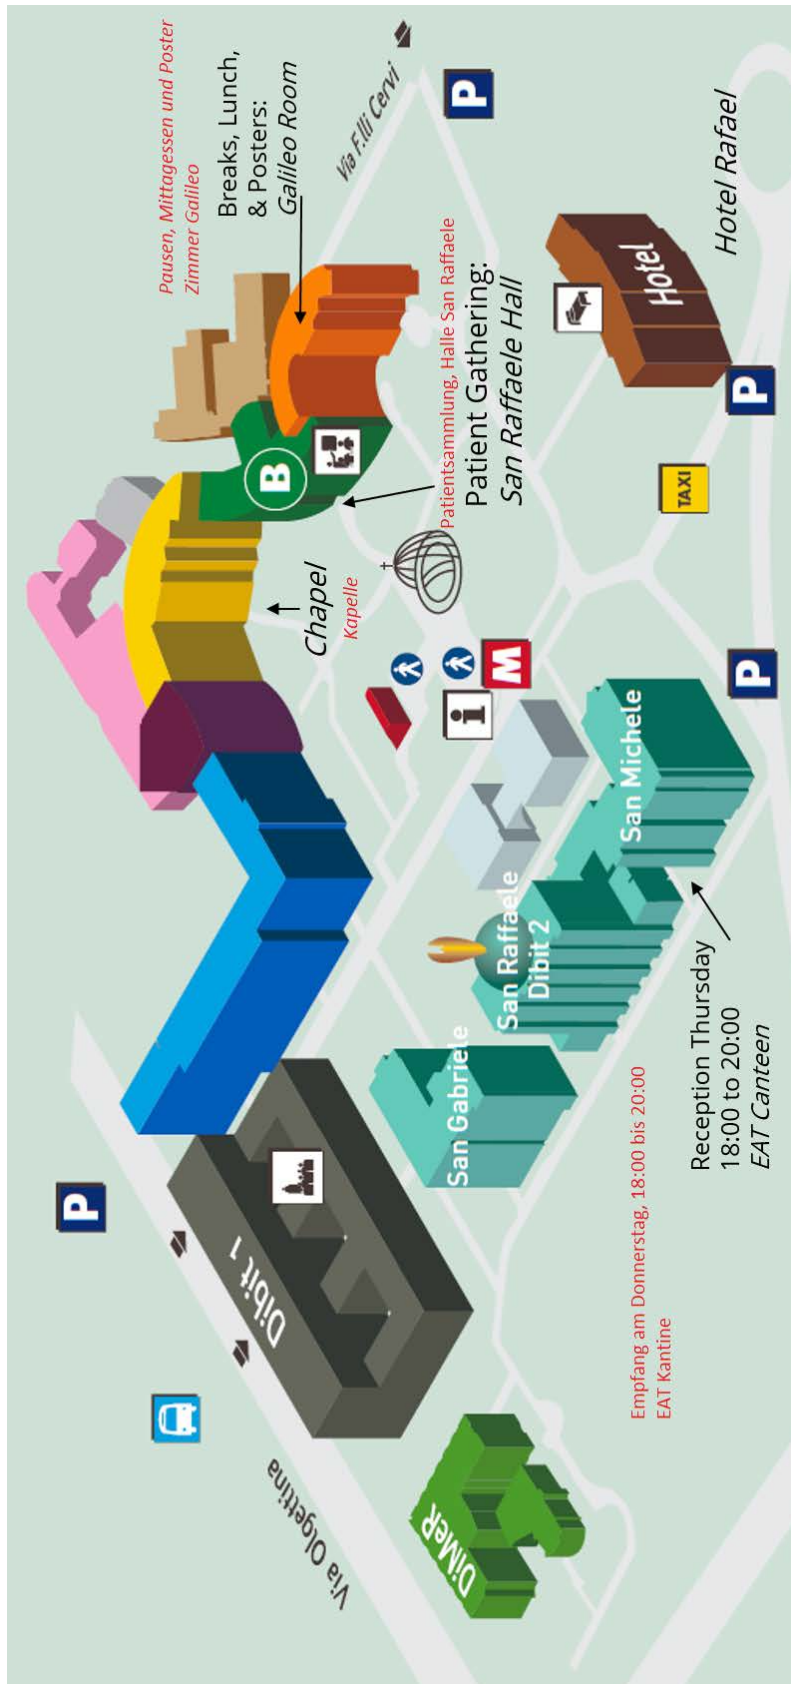 P
Pausen, Mittagessen und Poster
Zimmer Galileo
Breaks, Lunch,
& Posters:
Galileo Room
Dibit 1
Via Olgettina
B
Via F.lli Cervi
Chapel
Kapelle
Patientsammlung, Halle San Raffaele
Patient Gathering:
San Raffaele Hall
P
i
M
DiMeR
San Gabriele
San Raffaele
Dibit 2
San Michele
Hotel
TAXI
Hotel Rafael
P
P
Empfang am Donnerstag, 18:00 bis 20:00
EAT Kantine
Reception Thursday
18:00 to 20:00
EAT Canteen